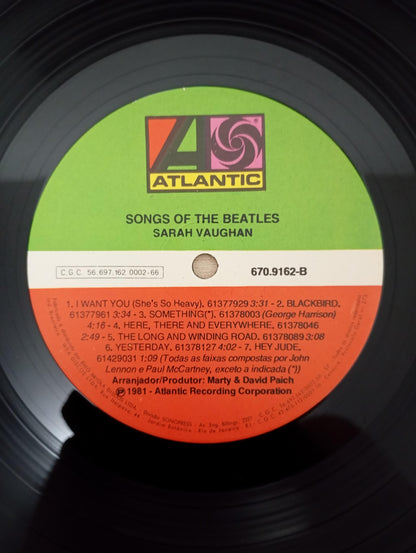 ATLANTIC
SONGS OF THE BEATLES
SARAH VAUGHAN
C.G.C. 56.697.162 0002-66
670.9162-B
1. I WANT YOU (She's So Heavy), 61377929 3:31 - 2. BLACKBIRD,
61377961 3:34 - 3. SOMETHING(*), 61378003 (George Harrison)
4:16 - 4. HERE, THERE AND EVERYWHERE, 61378046
2:49 - 5. THE LONG AND WINDING ROAD, 61378089 3:08
6. YESTERDAY, 61378127 4:02 - 7. HEY JUDE,
61429031 1:09 (Todas as faixas compostas por John
Lennon e Paul McCartney, exceto a indicada (*))
Arranjador/Produtor: Marty & David Paich
℗ 1981 - Atlantic Recording Corporation